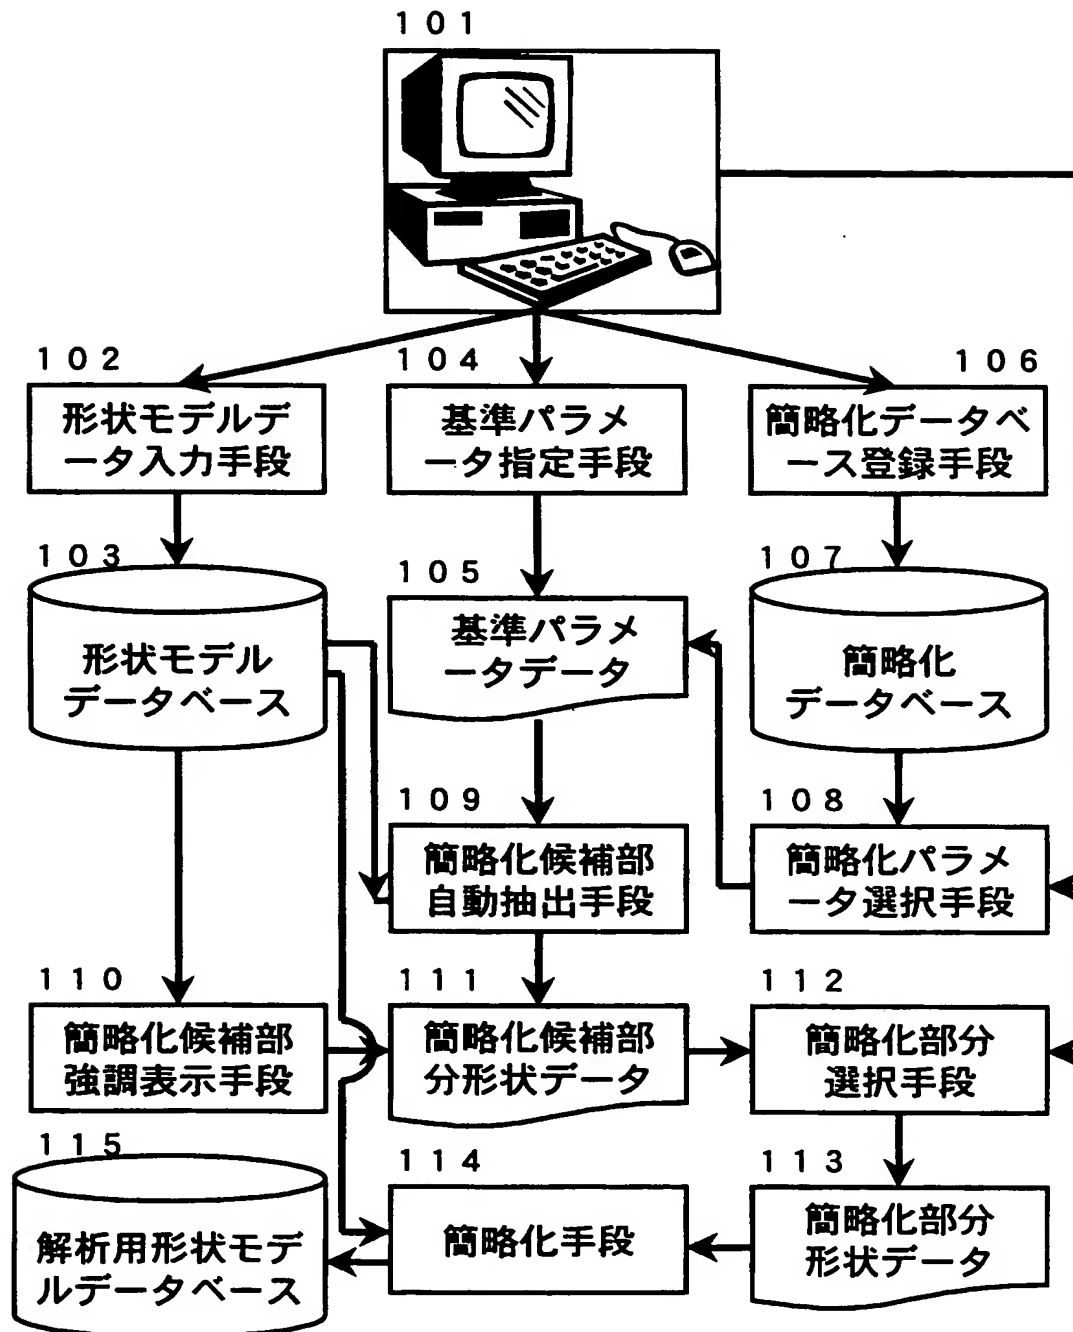 １０１
１０２
形状モデルデ
ータ入力手段
１０４
基準パラメ
ータ指定手段
１０６
簡略化データベ
ース登録手段
１０３
形状モデル
データベース
１０５
基準パラメ
ータデータ
１０７
簡略化
データベース
１０９
簡略化候補部
自動抽出手段
１０８
簡略化パラメ
ータ選択手段
１１０
簡略化候補部
強調表示手段
１１１
簡略化候補部
分形状データ
１１２
簡略化部分
選択手段
１１５
解析用形状モデ
ルデータベース
１１４
簡略化手段
１１３
簡略化部分
形状データ